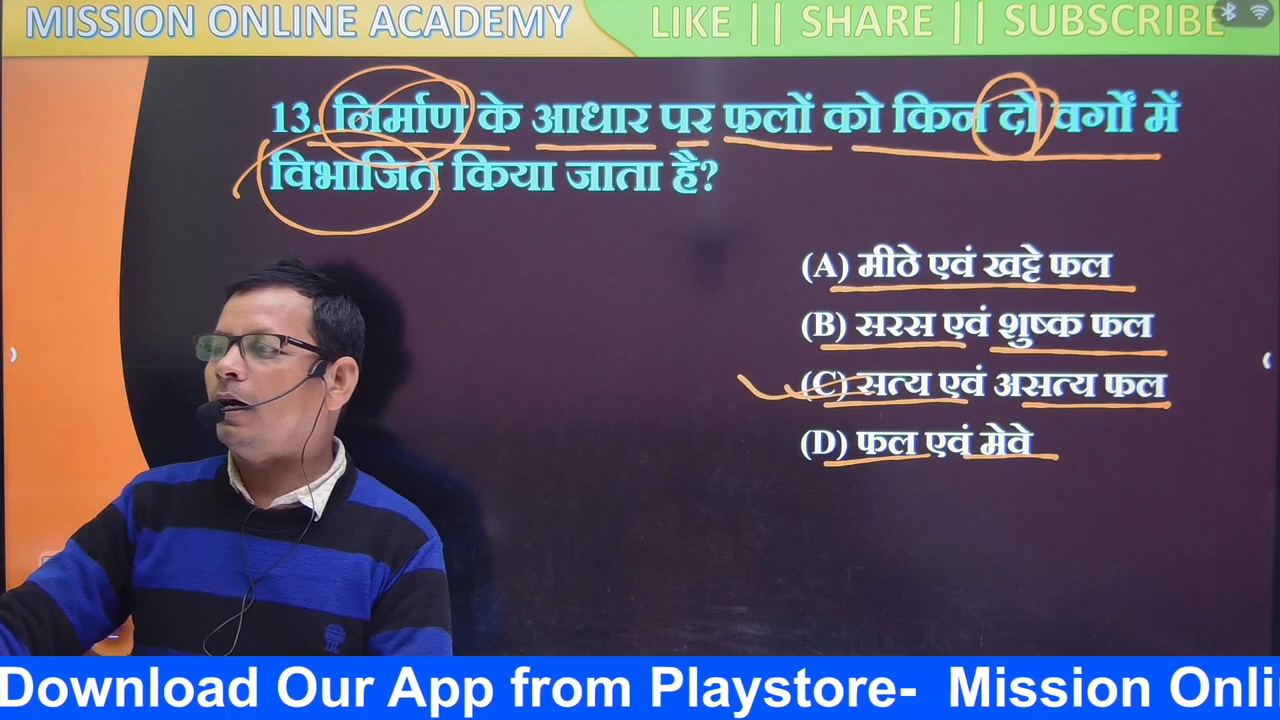 MISSION ONLINE ACADEMY
LIKE || SHARE || SUBSCRIBE
13. निर्माण के आधार पर फलों को किन दो वर्गों में
विभाजित किया जाता है?
(A) मीठे एवं खट्टे फल
(B) सरस एवं शुष्क फल
(C) सत्य एवं असत्य फल
(D) फल एवं मेवे
Download Our App from Playstore- Mission